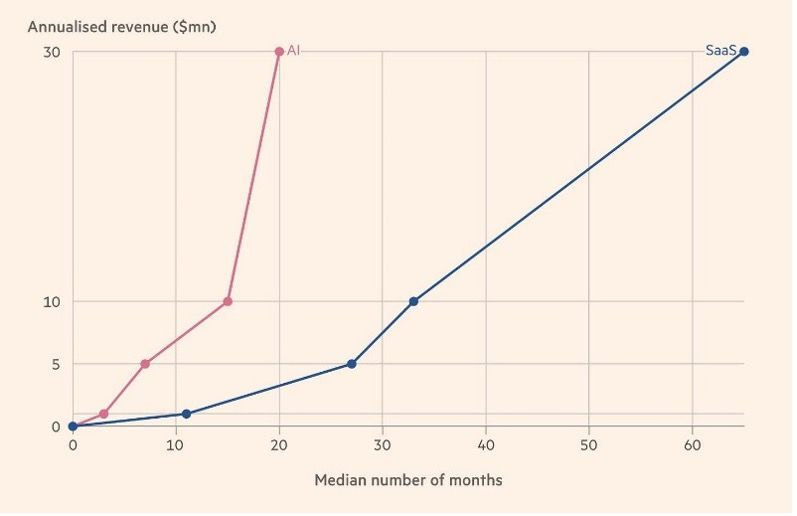 Annualised revenue ($mn)
30
AI
SaaS
10
5
0
0 10 20 30 40 50 60
Median number of months